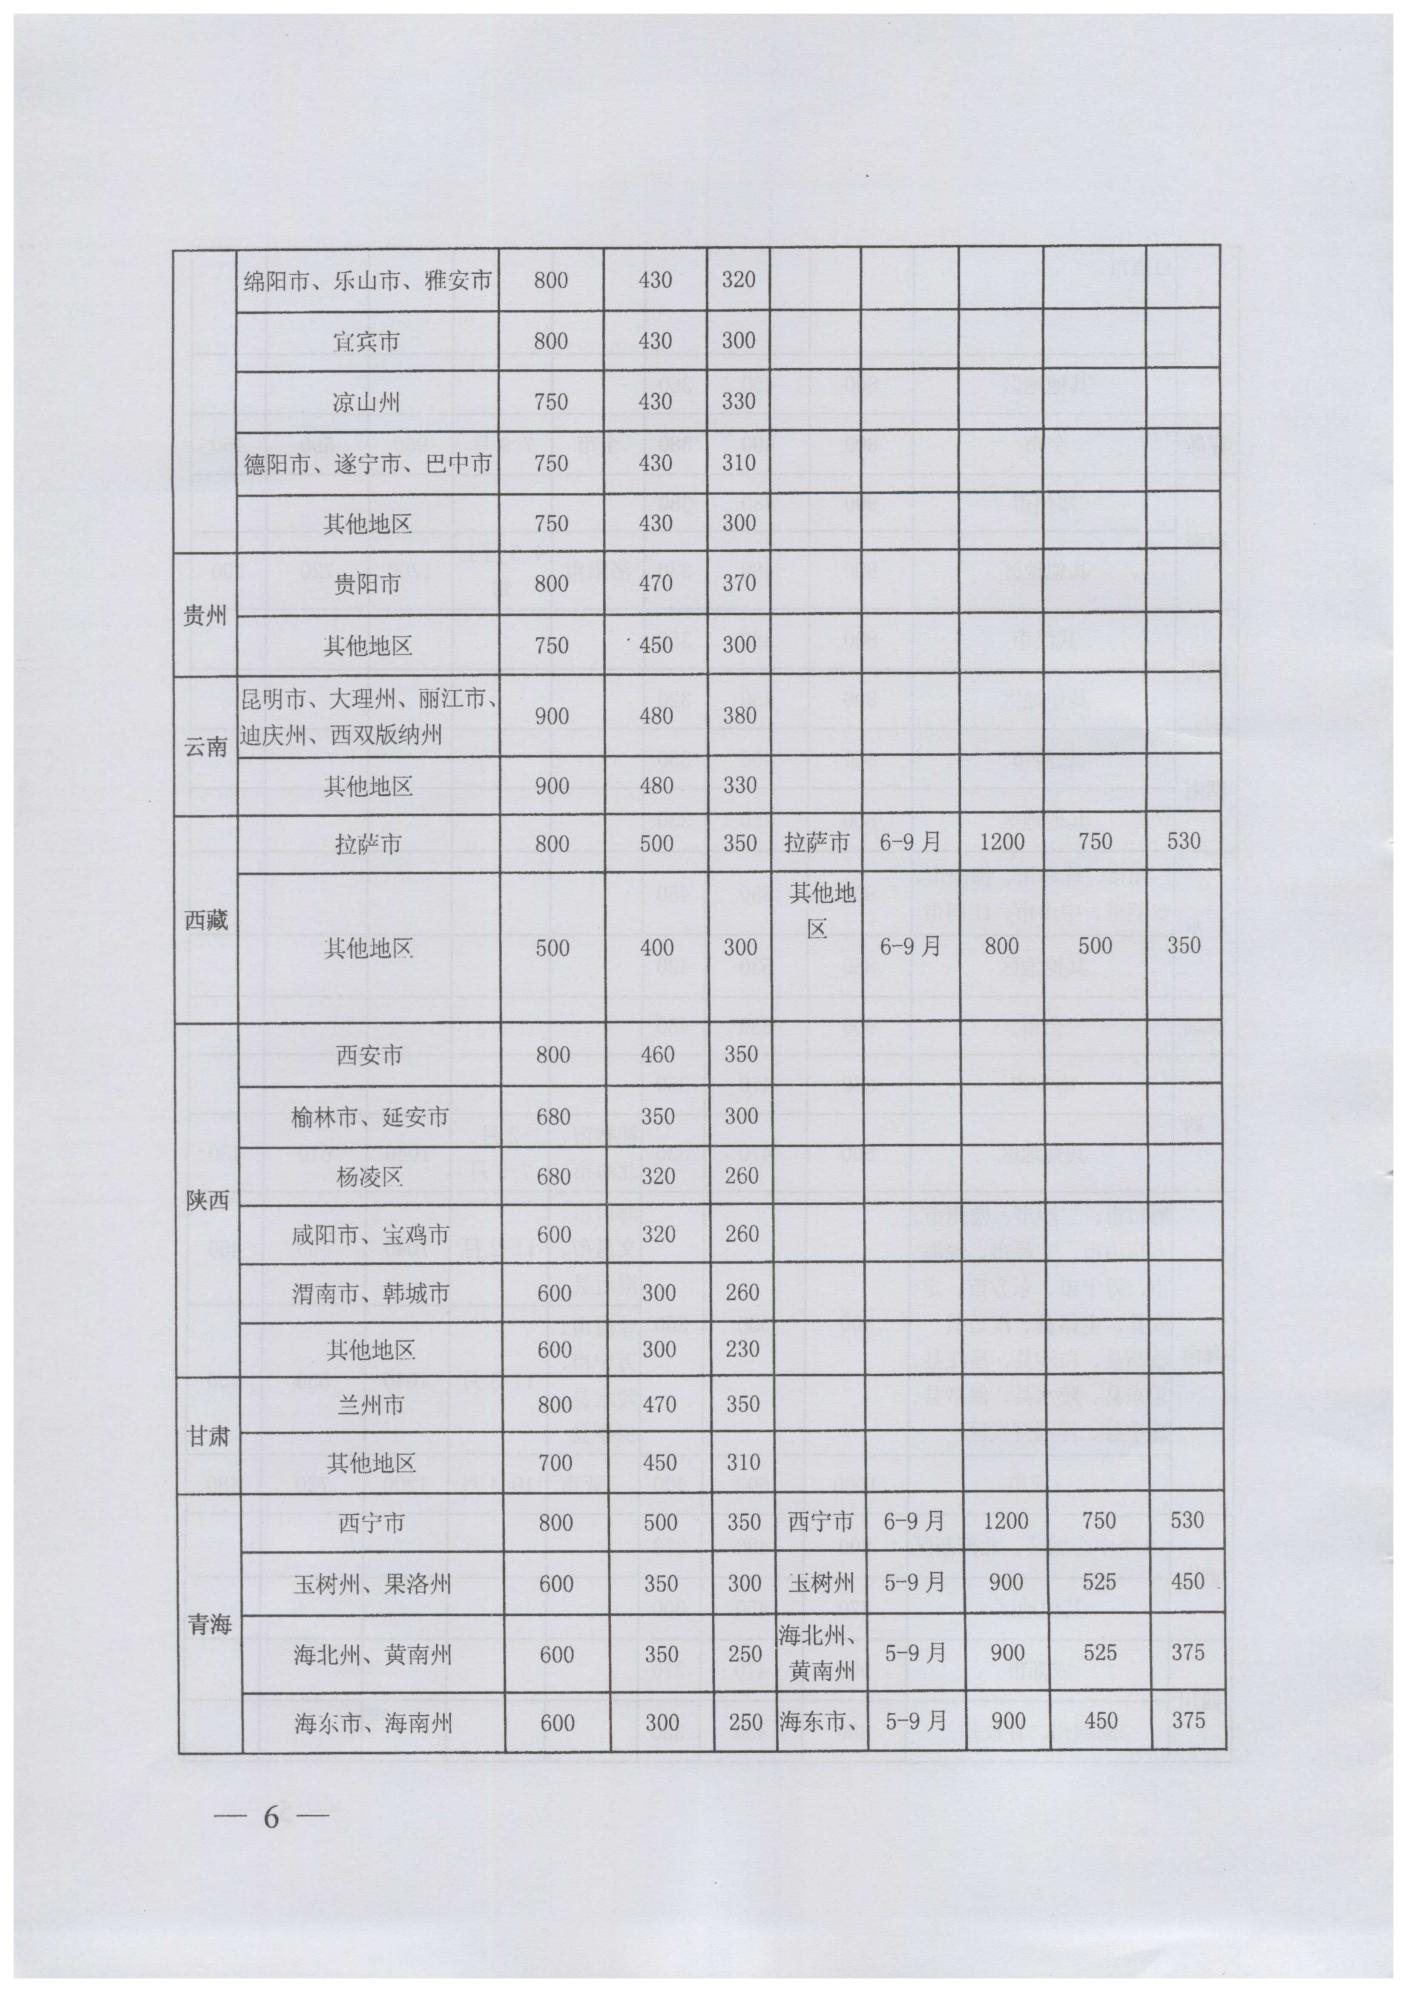 绵阳市、乐山市、雅安市 800 430 320
宜宾市 800 430 300
凉山州 750 430 330
德阳市、遂宁市、巴中市 750 430 310
其他地区 750 430 300
贵州
贵阳市 800 470 370
其他地区 750 450 300
云南
昆明市、大理州、丽江市、
迪庆州、西双版纳州 900 480 380
其他地区 900 480 330
西藏
拉萨市 800 500 350 拉萨市 6-9月 1200 750 530
其他地区 500 400 300 其他地
区 6-9月 800 500 350
陕西
西安市 800 460 350
榆林市、延安市 680 350 300
杨凌区 680 320 260
咸阳市、宝鸡市 600 320 260
渭南市、韩城市 600 300 260
其他地区 600 300 230
甘肃
兰州市 800 470 350
其他地区 700 450 310
青海
西宁市 800 500 350 西宁市 6-9月 1200 750 530
玉树州、果洛州 600 350 300 玉树州 5-9月 900 525 450
海北州、黄南州 600 350 250 海北州、
黄南州 5-9月 900 525 375
海东市、海南州 600 300 250 海东市、 5-9月 900 450 375
— 6 —